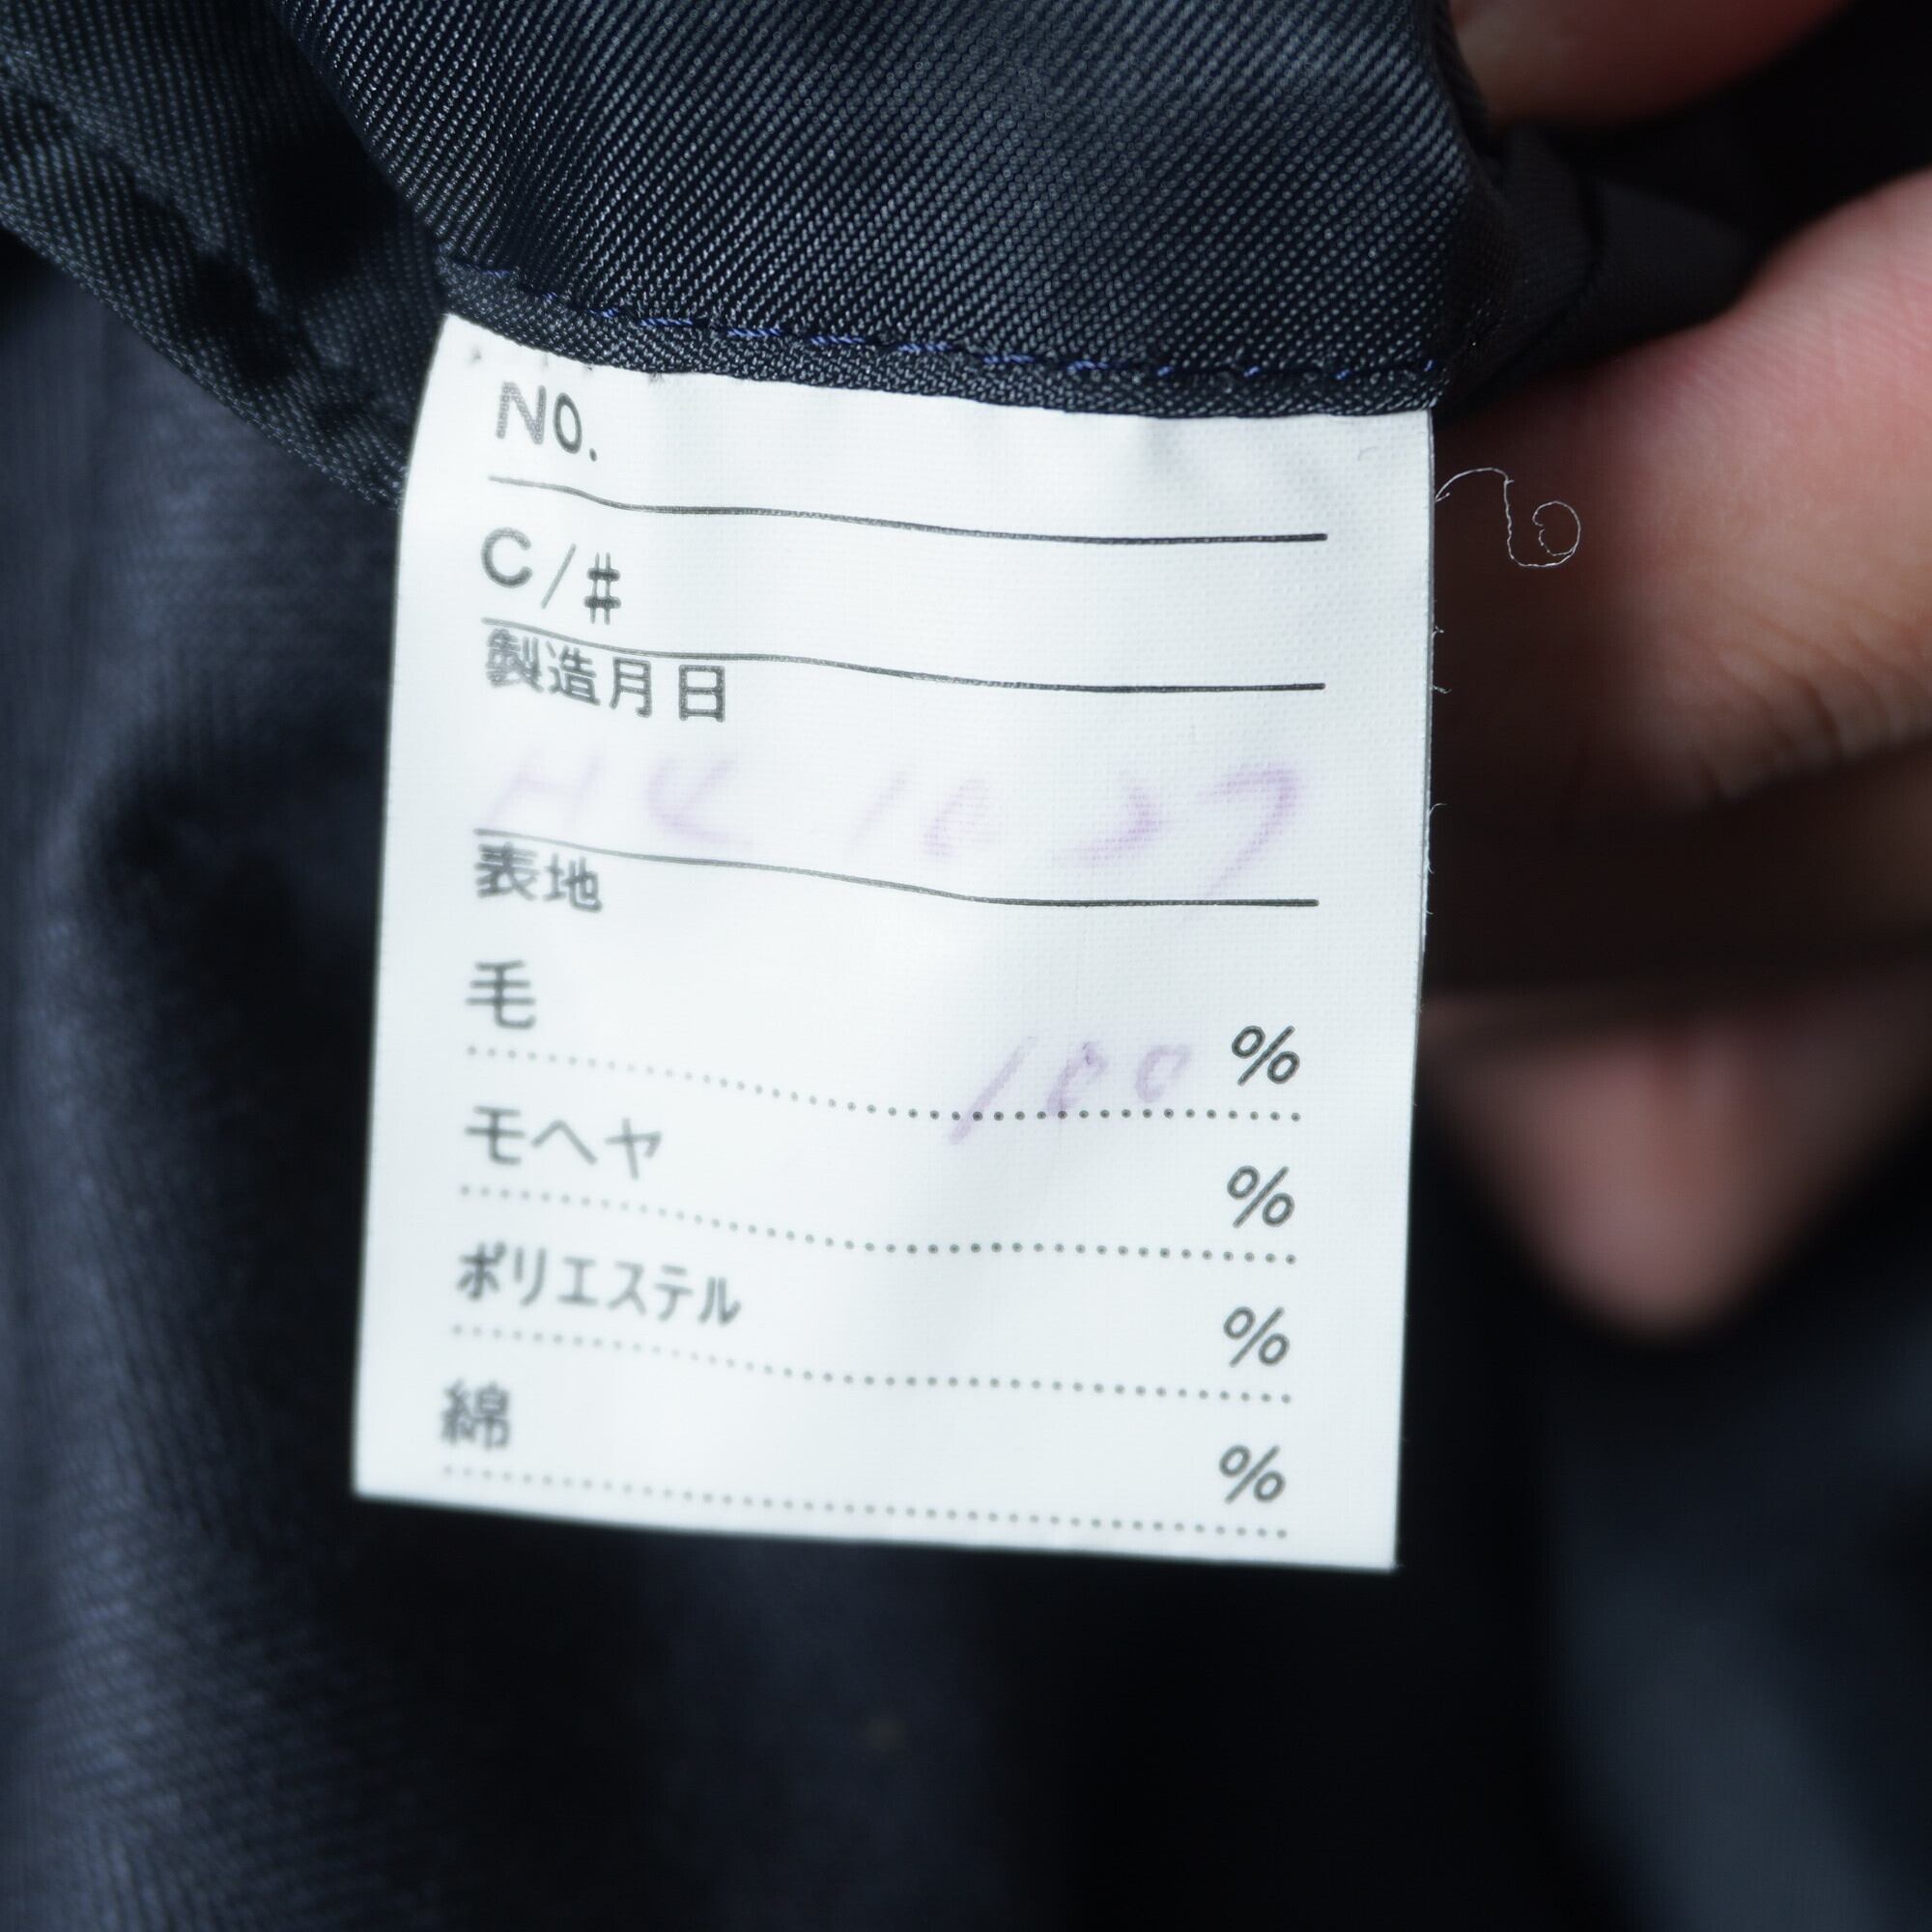 NO.
C/#
製造月日
表地
毛 100 %
モヘヤ %
ポリエステル %
綿 %